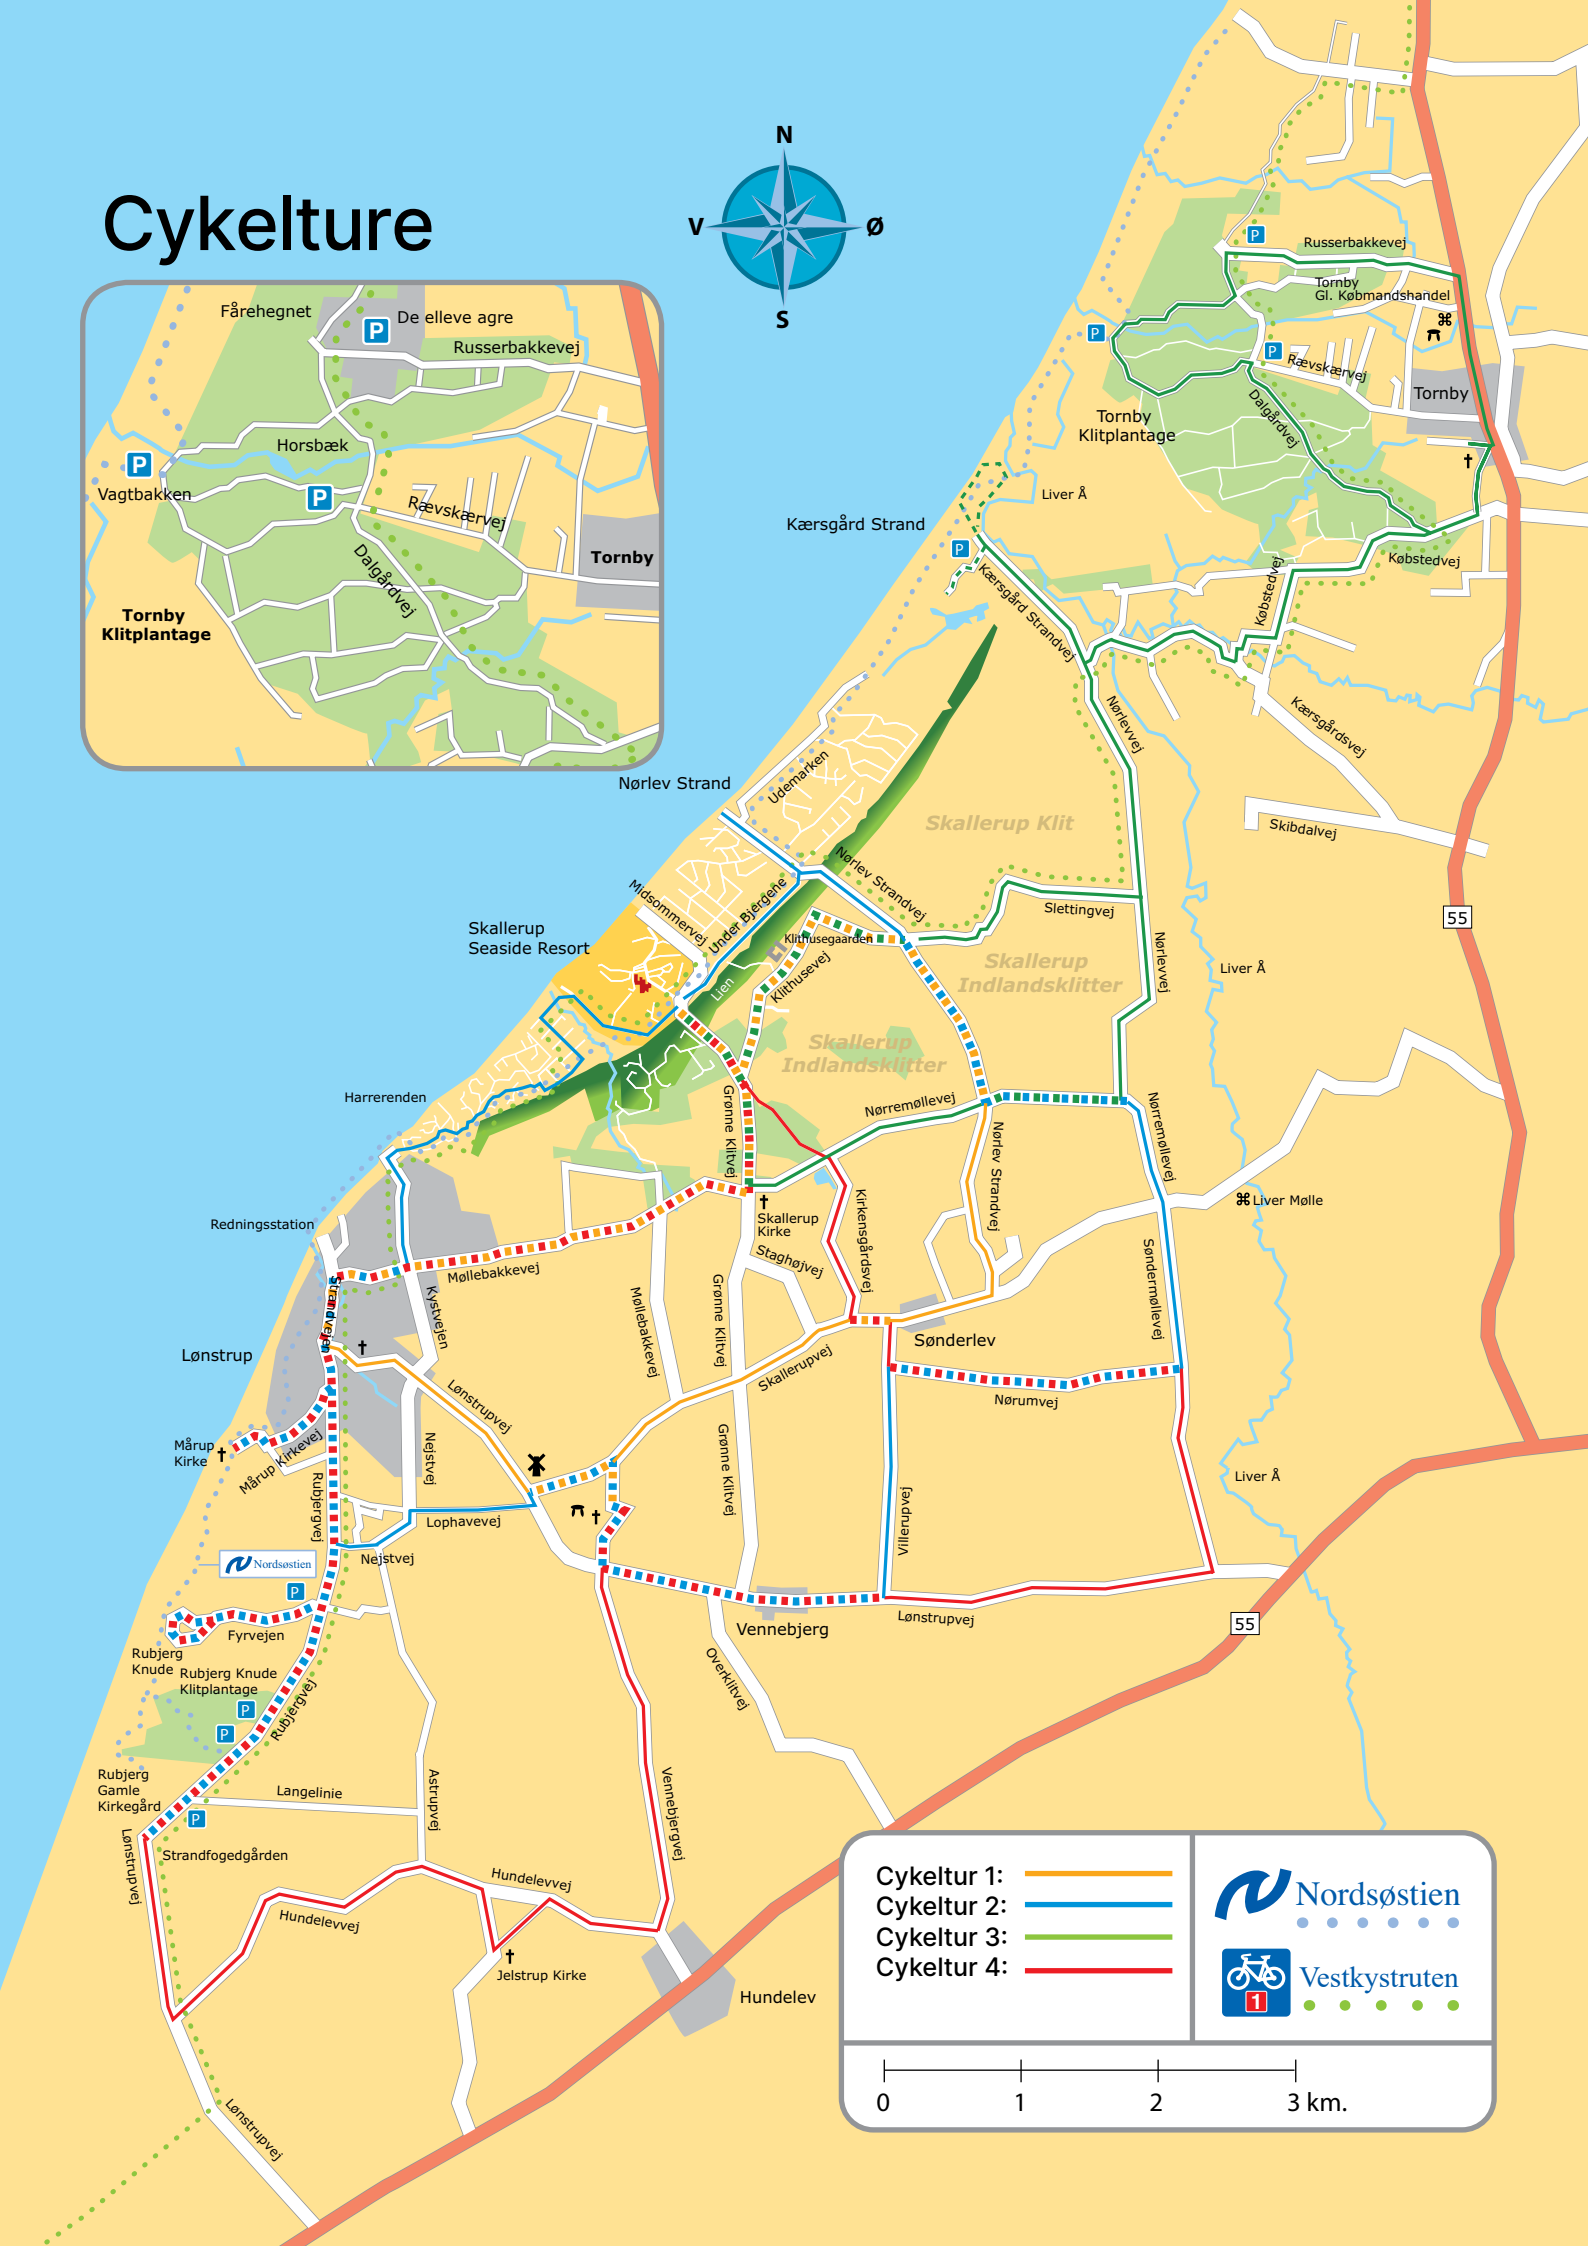 Cykelture
N
V
Ø
S
Fårehegnet
P
De elleve agre
Russerbakkevej
Horsbæk
P
Vagtbakken
P
Rævskærvej
Dalgårdvej
Tornby
Tornby
Klitplantage
P
Russerbakkevej
Tornby
Gl. Købmandshandel
P
P
Rævskærvej
Dalgårdvej
Tornby
Tornby
Klitplantage
Liver Å
Kærsgård Strand
P
Kærsgård Strandvej
Købstedvej
Købstedvej
Nørlevvej
Kærsgårdsvej
Skibdalvej
Nørlev Strand
Udemarken
Skallerup Klit
Nørlev Strandvej
Midsommervej
Under Bjergene
Slettingvej
55
Skallerup
Seaside Resort
Klithusegaarden
Klithusevej
Lien
Skallerup
Indlandsklitter
Nørlevvej
Liver Å
Skallerup
Indlandsklitter
Harrerenden
Grønne Klitvej
Nørremøllevej
Nørremøllevej
Nørlev Strandvej
Liver Mølle
Redningsstation
Skallerup
Kirke
Kirkensgårdsvej
Staghøjvej
Møllebakkevej
Strandvejen
Kystvejen
Møllebakkevej
Grønne Klitvej
Søndermøllevej
Lønstrup
Sønderlev
Skallerupvej
Lønstrupvej
Nørumvej
Mårup
Kirke
Mårup Kirkevej
Nejstvej
Grønne Klitvej
Rubjergvej
Villerupvej
Liver Å
Lophavevej
Nejstvej
Nordsøstien
P
Fyrvejen
Rubjerg
Knude
Vennebjerg
Lønstrupvej
55
Rubjerg Knude
Klitplantage
P
P
Rubjergvej
Overklitvej
Rubjerg
Gamle
Kirkegård
Langelinie
P
Astrupvej
Vennebjergvej
Lønstrupvej
Strandfogedgården
Hundelevvej
Hundelevvej
Jelstrup Kirke
Hundelev
Lønstrupvej
Cykeltur 1:
Cykeltur 2:
Cykeltur 3:
Cykeltur 4:
Nordsøstien
1
Vestkystruten
0
1
2
3 km.